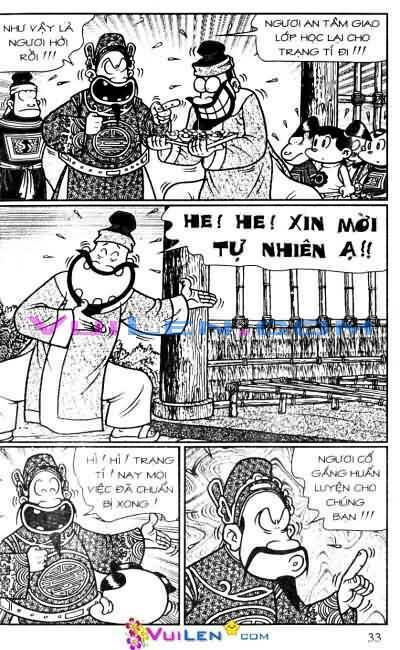 NHƯ VẬY LÀ
NGƯƠI HỜI
RỒI !!!
NGƯƠI AN TÂM GIAO
LỚP HỌC LẠI CHO
TRẠNG TÍ ĐI !!!
HE! HE! XIN MỜI
TỰ NHIÊN Ạ!!
VUILEN.COM
HÌ! HÌ! TRẠNG
TÍ! NAY MỌI
VIỆC ĐÃ CHUẨN
BỊ XONG!
NGƯƠI CỐ
GẮNG HUẤN
LUYỆN CHO
CHÚNG
BẠN !!!
33
VUILEN.COM